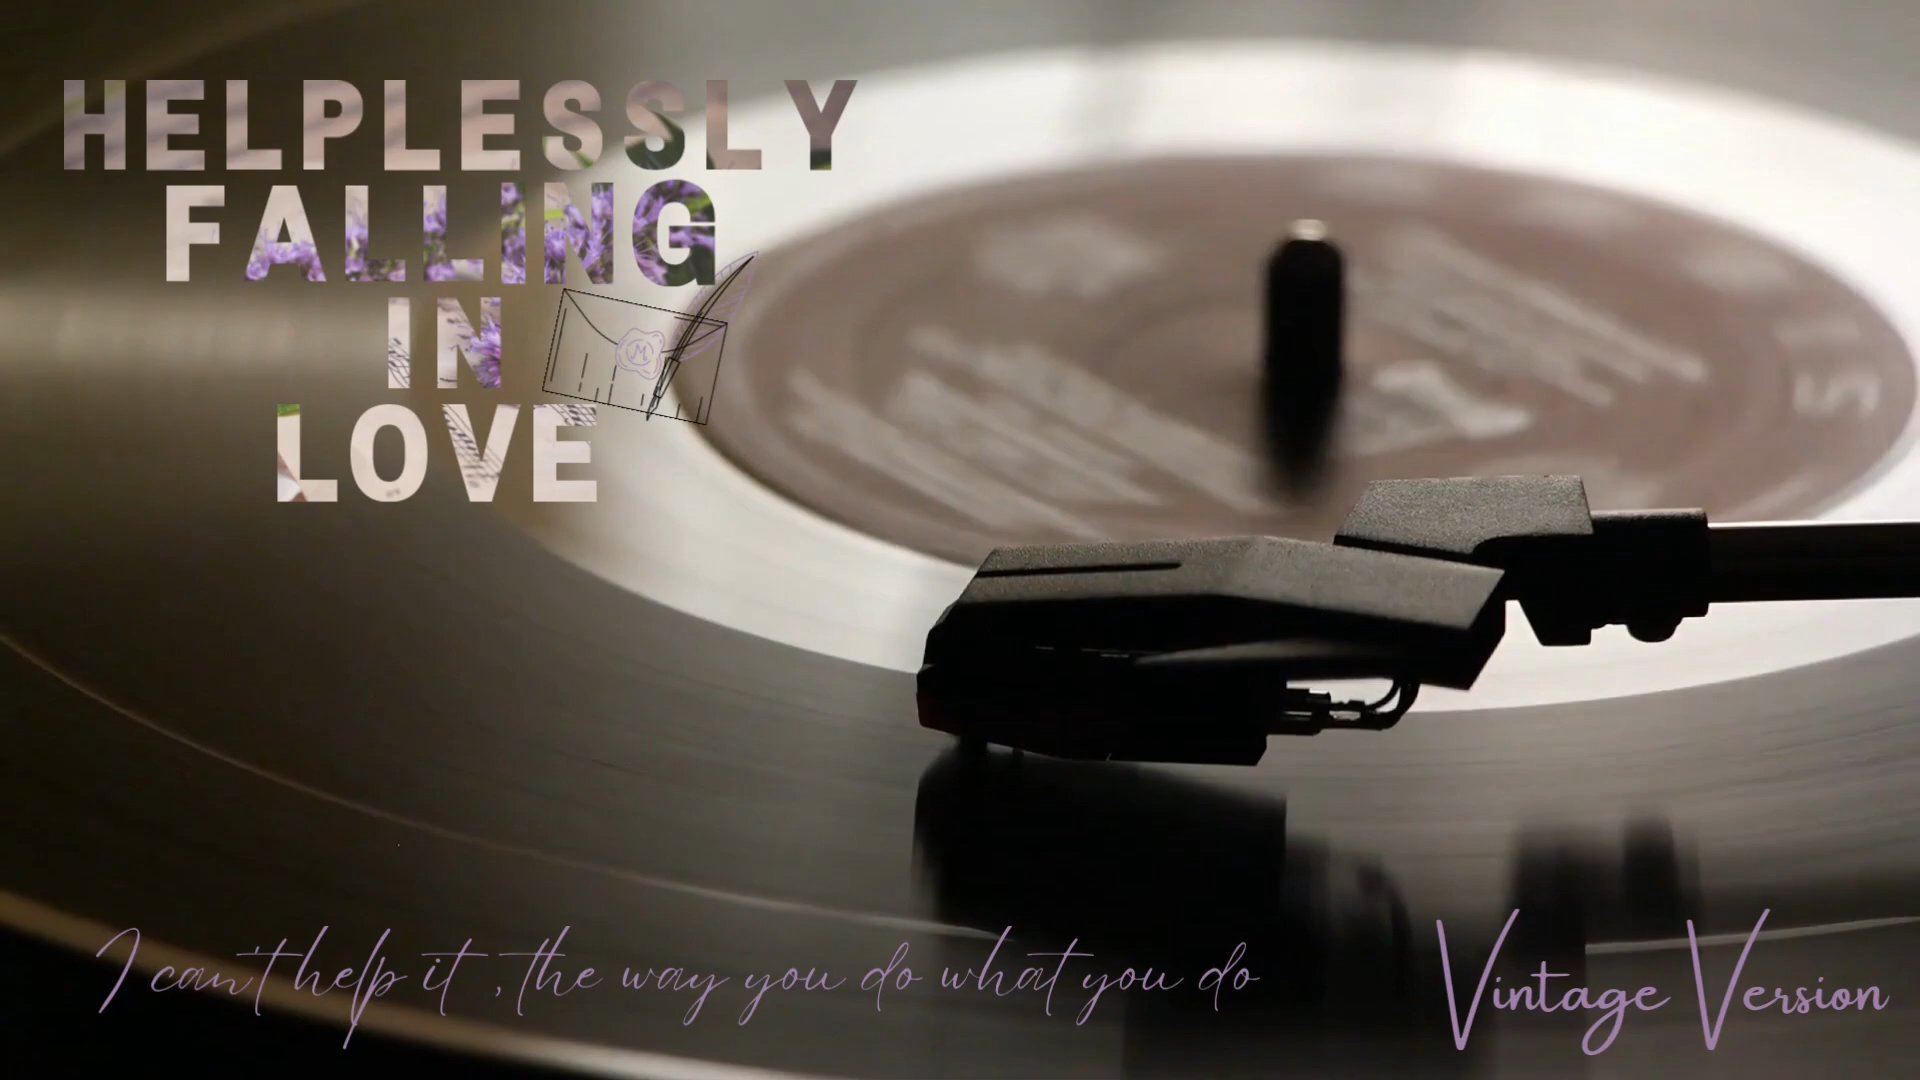 HELPLESSLY
FALLING
IN
LOVE
M
I can't help it, the way you do what you do
Vintage Version